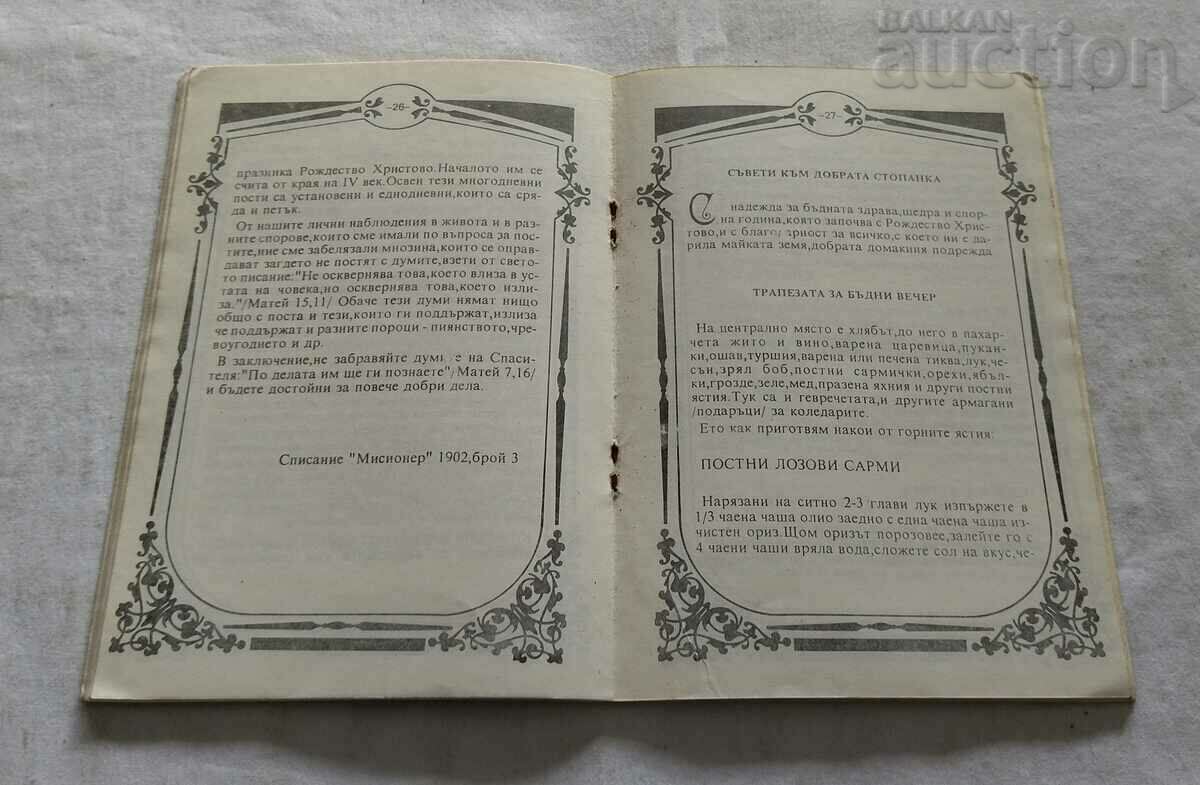 BALKAN
auction
-26-
празника Рождество Христово.Началото им се
счита от края на IV век.Освен тези многодневни
пости са установени и еднодневни,които са сря-
да и петък.
От нашите лични наблюдения в живота и в раз-
ните спорове,които сме имали по въпроса за пос-
тите,ние сме забелязали мнозина,които се оправ-
дават загдето не постят с думите,взети от свето-
то писание:"Не осквернява това,което влиза в ус-
тата на човека,но осквернява това,което изли-
за."/Матей 15,11/ Обаче тези думи нямат нищо
общо с поста и тези,които ги поддържат,излиза
че поддържат и разните пороци - пиянството,чре-
воугодието и др.
В заключение,не забравяйте думите на Спаси-
теля:"По делата им ще ги познаете"/Матей 7,16/
и бъдете достойни за повече добри дела.
Списание "Мисионер" 1902,брой 3
-27-
СЪВЕТИ КЪМ ДОБРАТА СТОПАНКА
С надежда за бъдната здрава,щедра и спор-
на година,която започва с Рождество Хрис-
тово,и с благодарност за всичко,с което ни е да-
рила майката земя,добрата домакиня подрежда
ТРАПЕЗАТА ЗА БЪДНИ ВЕЧЕР
На централно място е хлябът,до него в пахар-
чета жито и вино,варена царевица,пукан-
ки,ошав,туршия,варена или печена тиква,лук,че-
сън,зрял боб,постни сармички,орехи,ябъл-
ки,грозде,зеле,мед,празена яхния и други постни
ястия.Тук са и гевречетата,и другите армагани
/подаръци/ за коледарите.
Ето как приготвям накои от горните ястия:
ПОСТНИ ЛОЗОВИ САРМИ
Нарязани на ситно 2-3 глави лук изпържете в
1/3 чаена чаша олио заедно с една чаена чаша из-
чистен ориз.Щом оризът порозовее,залейте го с
4 чаени чаши вряла вода,сложете сол на вкус,че-